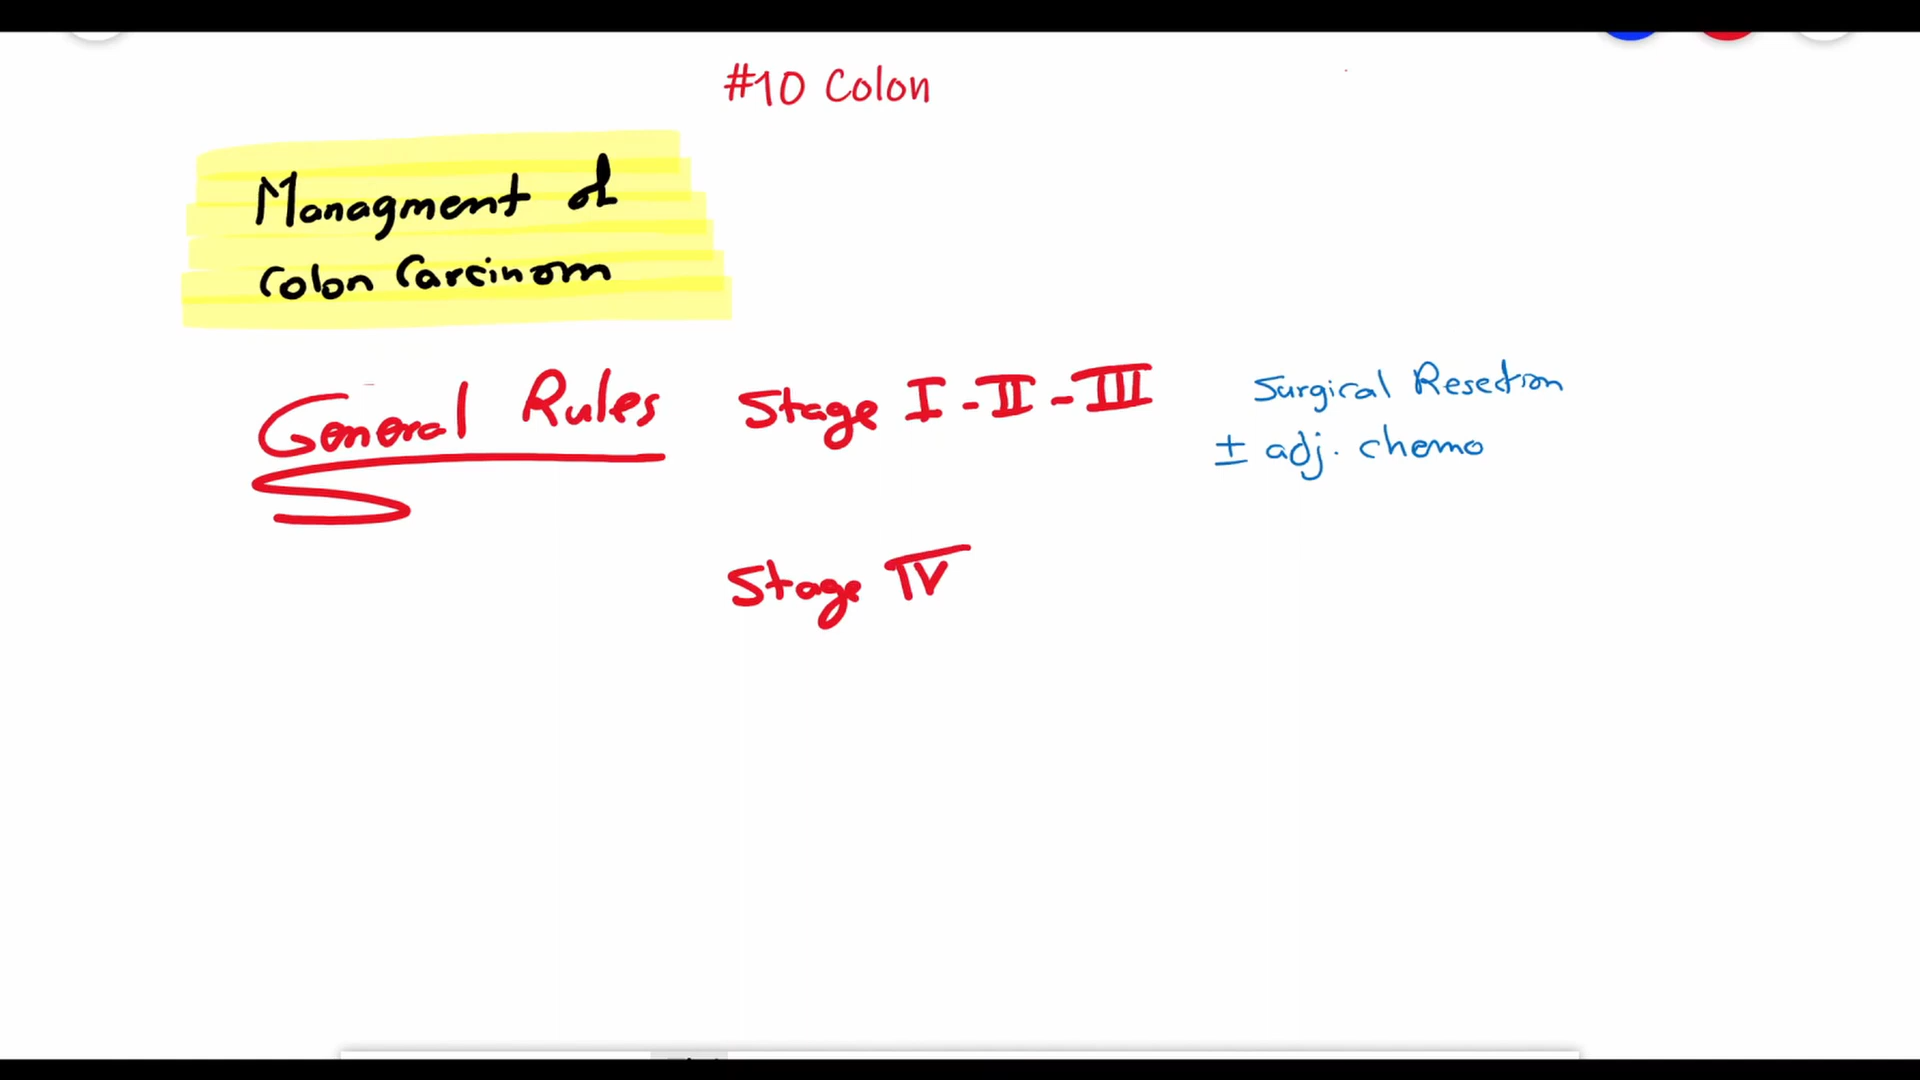 #10 Colon
Managment of
Colon Carcinom
General Rules
Stage I - II - III
Surgical Resection
± adj. chemo
Stage IV